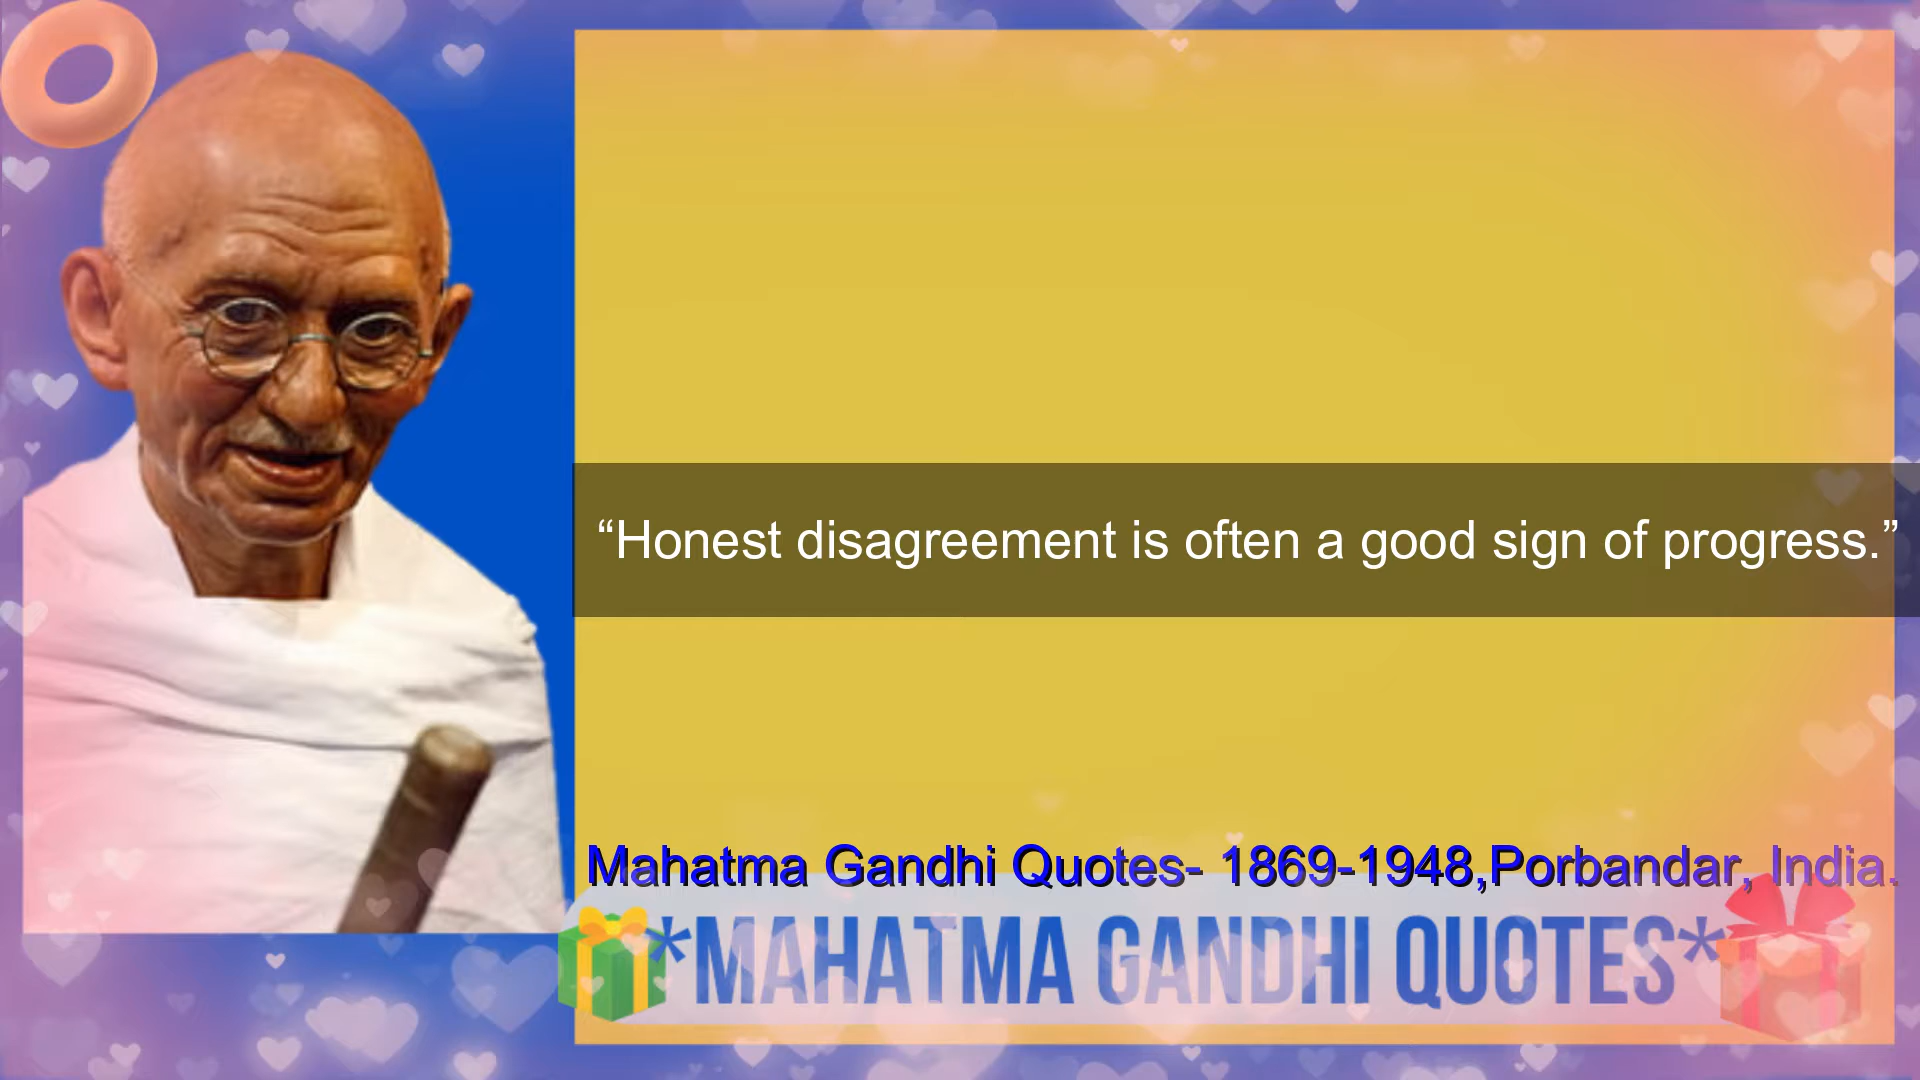 “Honest disagreement is often a good sign of progress.”
Mahatma Gandhi Quotes- 1869-1948,Porbandar, India.
*MAHATMA GANDHI QUOTES*